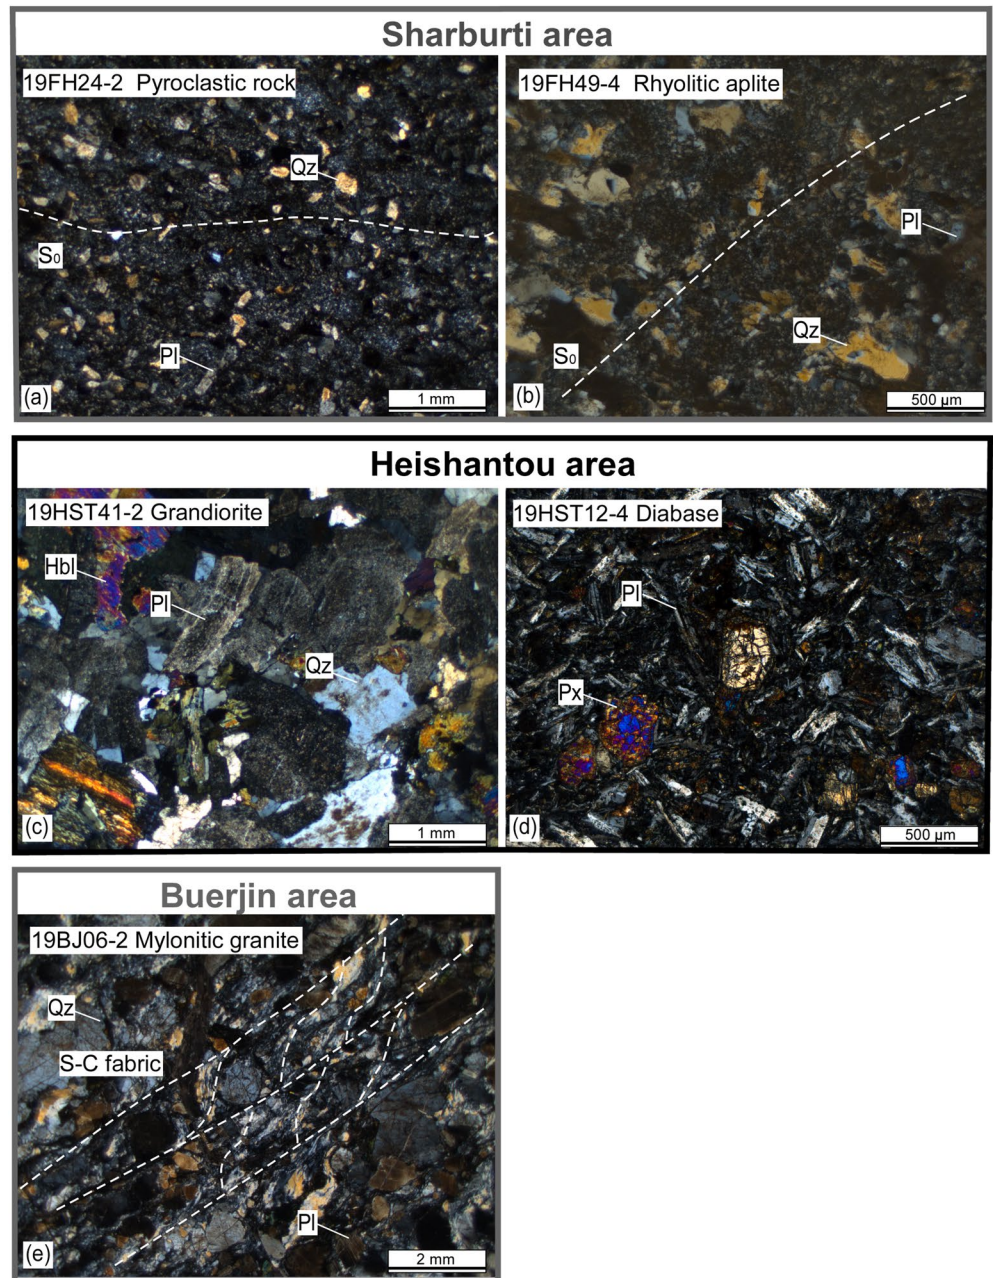 Sharburti area
19FH24-2 Pyroclastic rock
Qz
S₀
Pl
(a)
1 mm
19FH49-4 Rhyolitic aplite
Pl
Qz
S₀
(b)
500 µm
Heishantou area
19HST41-2 Grandiorite
Hbl
Pl
Qz
(c)
1 mm
19HST12-4 Diabase
Pl
Px
(d)
500 µm
Buerjin area
19BJ06-2 Mylonitic granite
Qz
S-C fabric
Pl
(e)
2 mm